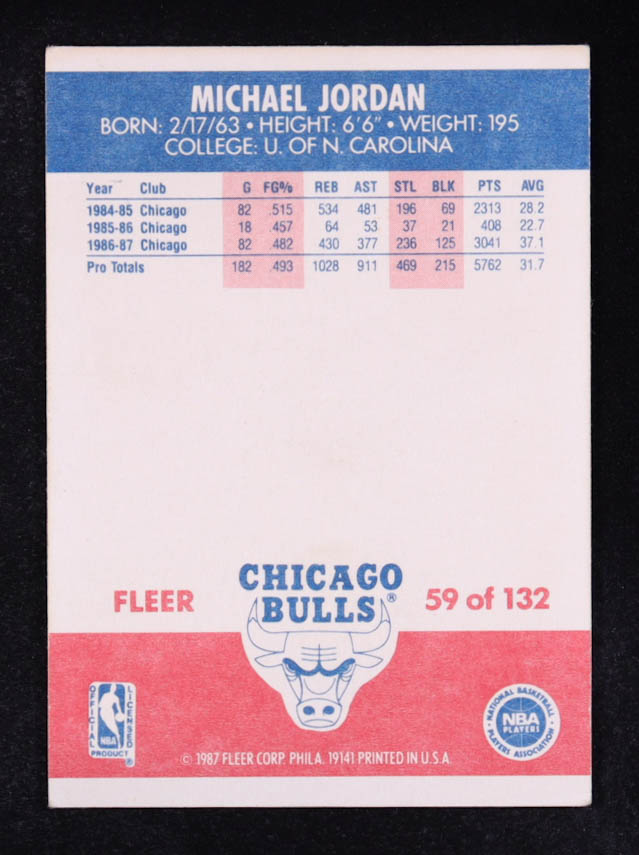 MICHAEL JORDAN
BORN: 2/17/63 • HEIGHT: 6'6" • WEIGHT: 195
COLLEGE: U. OF N. CAROLINA
Year Club G FG% REB AST STL BLK PTS AVG
1984-85 Chicago 82 .515 534 481 196 69 2313 28.2
1985-86 Chicago 18 .457 64 53 37 21 408 22.7
1986-87 Chicago 82 .482 430 377 236 125 3041 37.1
Pro Totals 182 .493 1028 911 469 215 5762 31.7
CHICAGO
BULLS®
FLEER
59 of 132
OFFICIAL LICENSED
NBA
PRODUCT ®
NATIONAL BASKETBALL
NBA
PLAYERS
PLAYERS ASSOCIATION
© 1987 FLEER CORP. PHILA. 19141 PRINTED IN U.S.A.